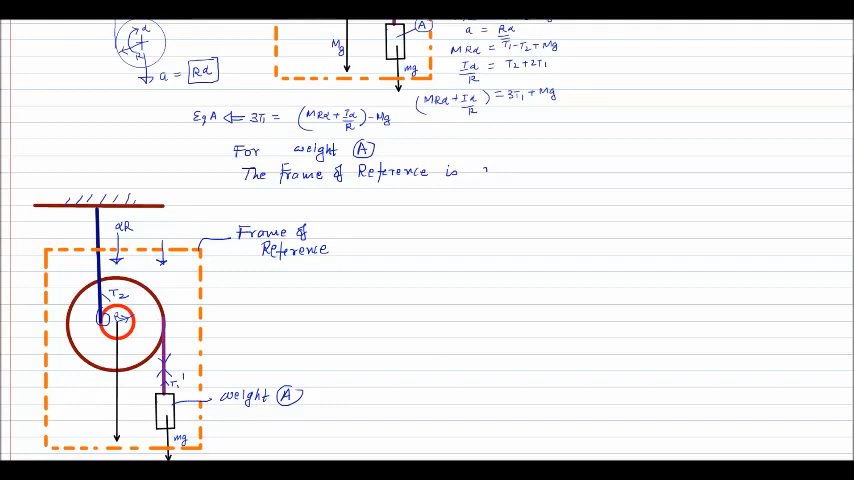 Mg
A
mg
a = Rα
MRα = T1-T2+Mg
Iα/R = T2+2T1
(MRα+Iα/R) = 3T1+Mg
α
R
a = Rα
EqA ⇐ 3T1 = (MRα+Iα/R)-Mg
For weight A
The Frame of Reference is
αR
Frame of
Reference
T2
R
T1
weight A
mg